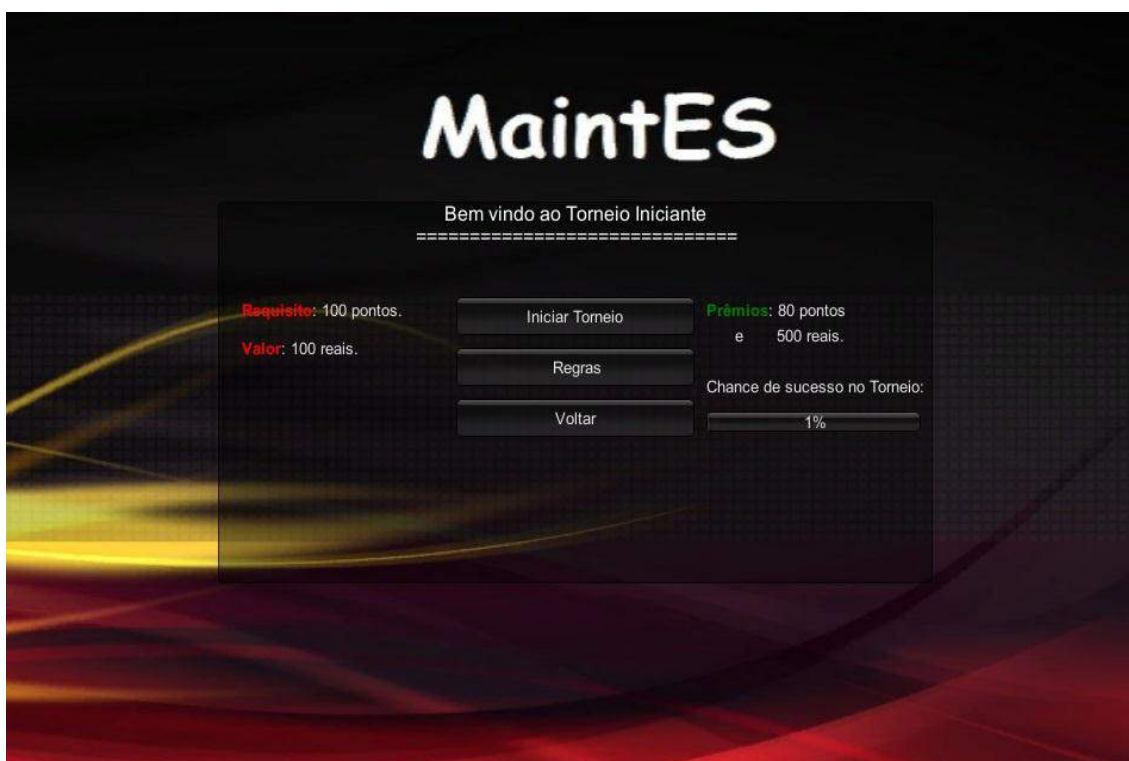 MaintES
Bem vindo ao Torneio Iniciante
==============================
Requisito: 100 pontos.
Valor: 100 reais.
Iniciar Torneio
Regras
Voltar
Prêmios: 80 pontos
e 500 reais.
Chance de sucesso no Torneio:
1%